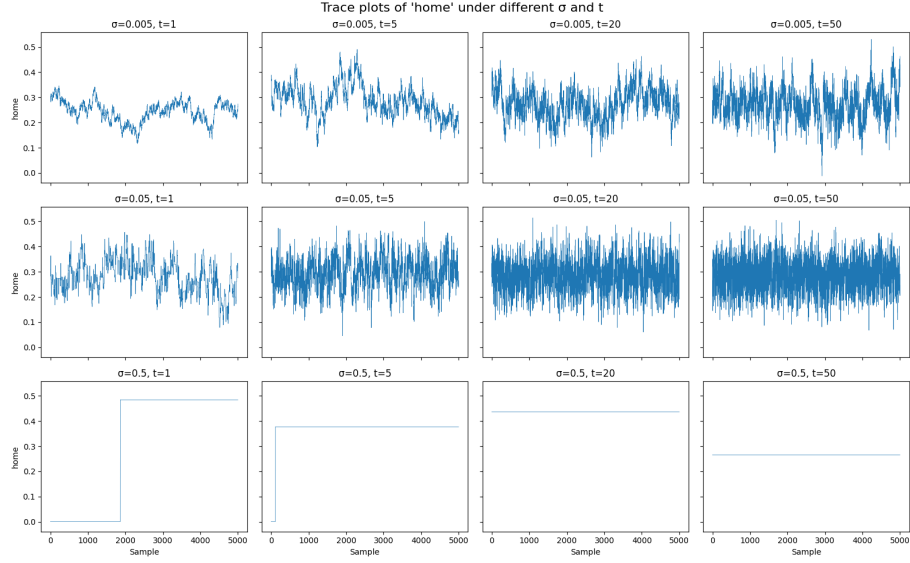 Trace plots of 'home' under different σ and t
σ=0.005, t=1
σ=0.005, t=5
σ=0.005, t=20
σ=0.005, t=50
home
0.5
0.4
0.3
0.2
0.1
0.0
σ=0.05, t=1
σ=0.05, t=5
σ=0.05, t=20
σ=0.05, t=50
home
0.5
0.4
0.3
0.2
0.1
0.0
σ=0.5, t=1
σ=0.5, t=5
σ=0.5, t=20
σ=0.5, t=50
home
0.5
0.4
0.3
0.2
0.1
0.0
0 1000 2000 3000 4000 5000
0 1000 2000 3000 4000 5000
0 1000 2000 3000 4000 5000
0 1000 2000 3000 4000 5000
Sample
Sample
Sample
Sample